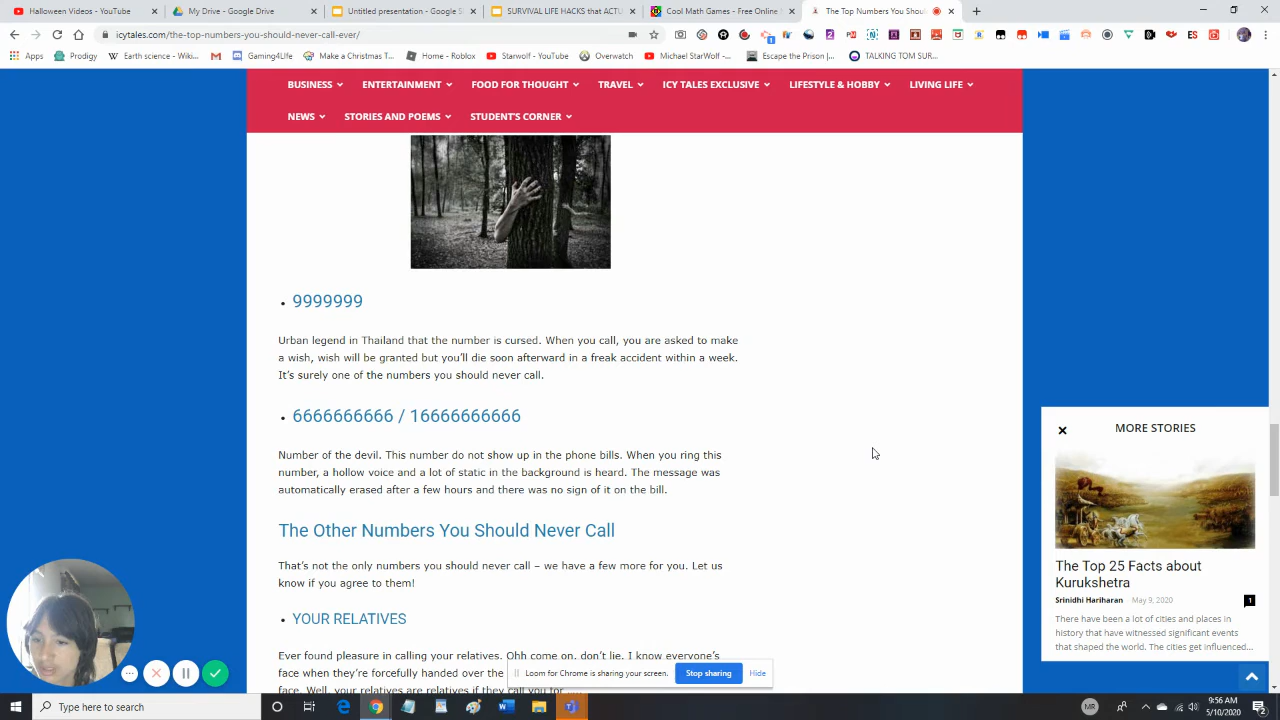 Halloween Videos - YouTube
My Drive - Google Drive
Untitled presentation - Google S
SURVIVAL LIFE HACKS that ACTU
Cool Math Games - Free Online
The Top Numbers You Shoul
icytales.com/the-top-numbers-you-should-never-call-ever/
Apps
Prodigy
Earth science - Wiki...
Gaming4Life
Make a Christmas T...
Home - Roblox
Starwolf - YouTube
Overwatch
Michael StarWolf -...
Escape the Prison |...
TALKING TOM SUR...
BUSINESS
ENTERTAINMENT
FOOD FOR THOUGHT
TRAVEL
ICY TALES EXCLUSIVE
LIFESTYLE & HOBBY
LIVING LIFE
NEWS
STORIES AND POEMS
STUDENT'S CORNER
9999999
Urban legend in Thailand that the number is cursed. When you call, you are asked to make
a wish, wish will be granted but you'll die soon afterward in a freak accident within a week.
It's surely one of the numbers you should never call.
6666666666 / 16666666666
Number of the devil. This number do not show up in the phone bills. When you ring this
number, a hollow voice and a lot of static in the background is heard. The message was
automatically erased after a few hours and there was no sign of it on the bill.
The Other Numbers You Should Never Call
That's not the only numbers you should never call – we have a few more for you. Let us
know if you agree to them!
YOUR RELATIVES
Ever found pleasure in calling your relatives. Ohh come on, don't lie. I know everyone's
face when they're forcefully handed over the
face. Well, your relatives are relatives if they call you for
MORE STORIES
The Top 25 Facts about
Kurukshetra
Srinidhi Hariharan May 9, 2020 1
There have been a lot of cities and places in
history that have witnessed significant events
that shaped the world. The cities get influenced...
Loom for Chrome is sharing your screen.
Stop sharing
Hide
Type here to search
MR
9:56 AM
5/10/2020
2